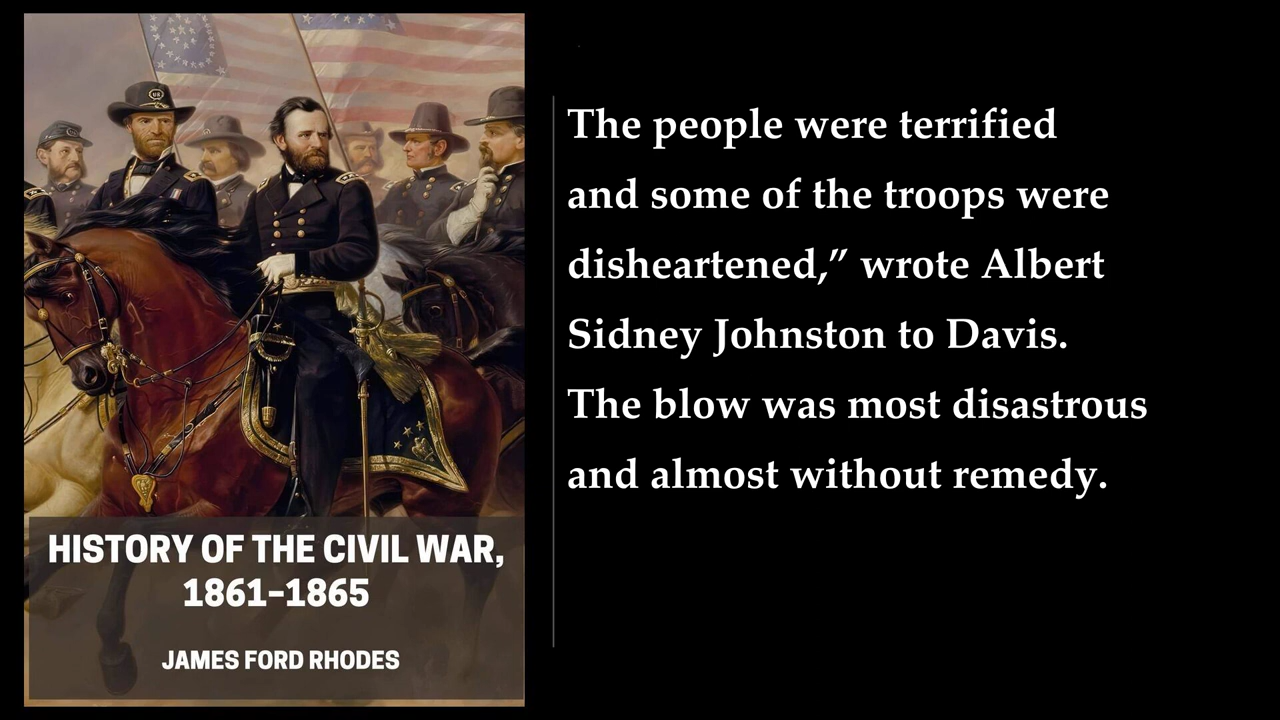 HISTORY OF THE CIVIL WAR,
1861–1865
JAMES FORD RHODES
The people were terrified
and some of the troops were
disheartened,” wrote Albert
Sidney Johnston to Davis.
The blow was most disastrous
and almost without remedy.